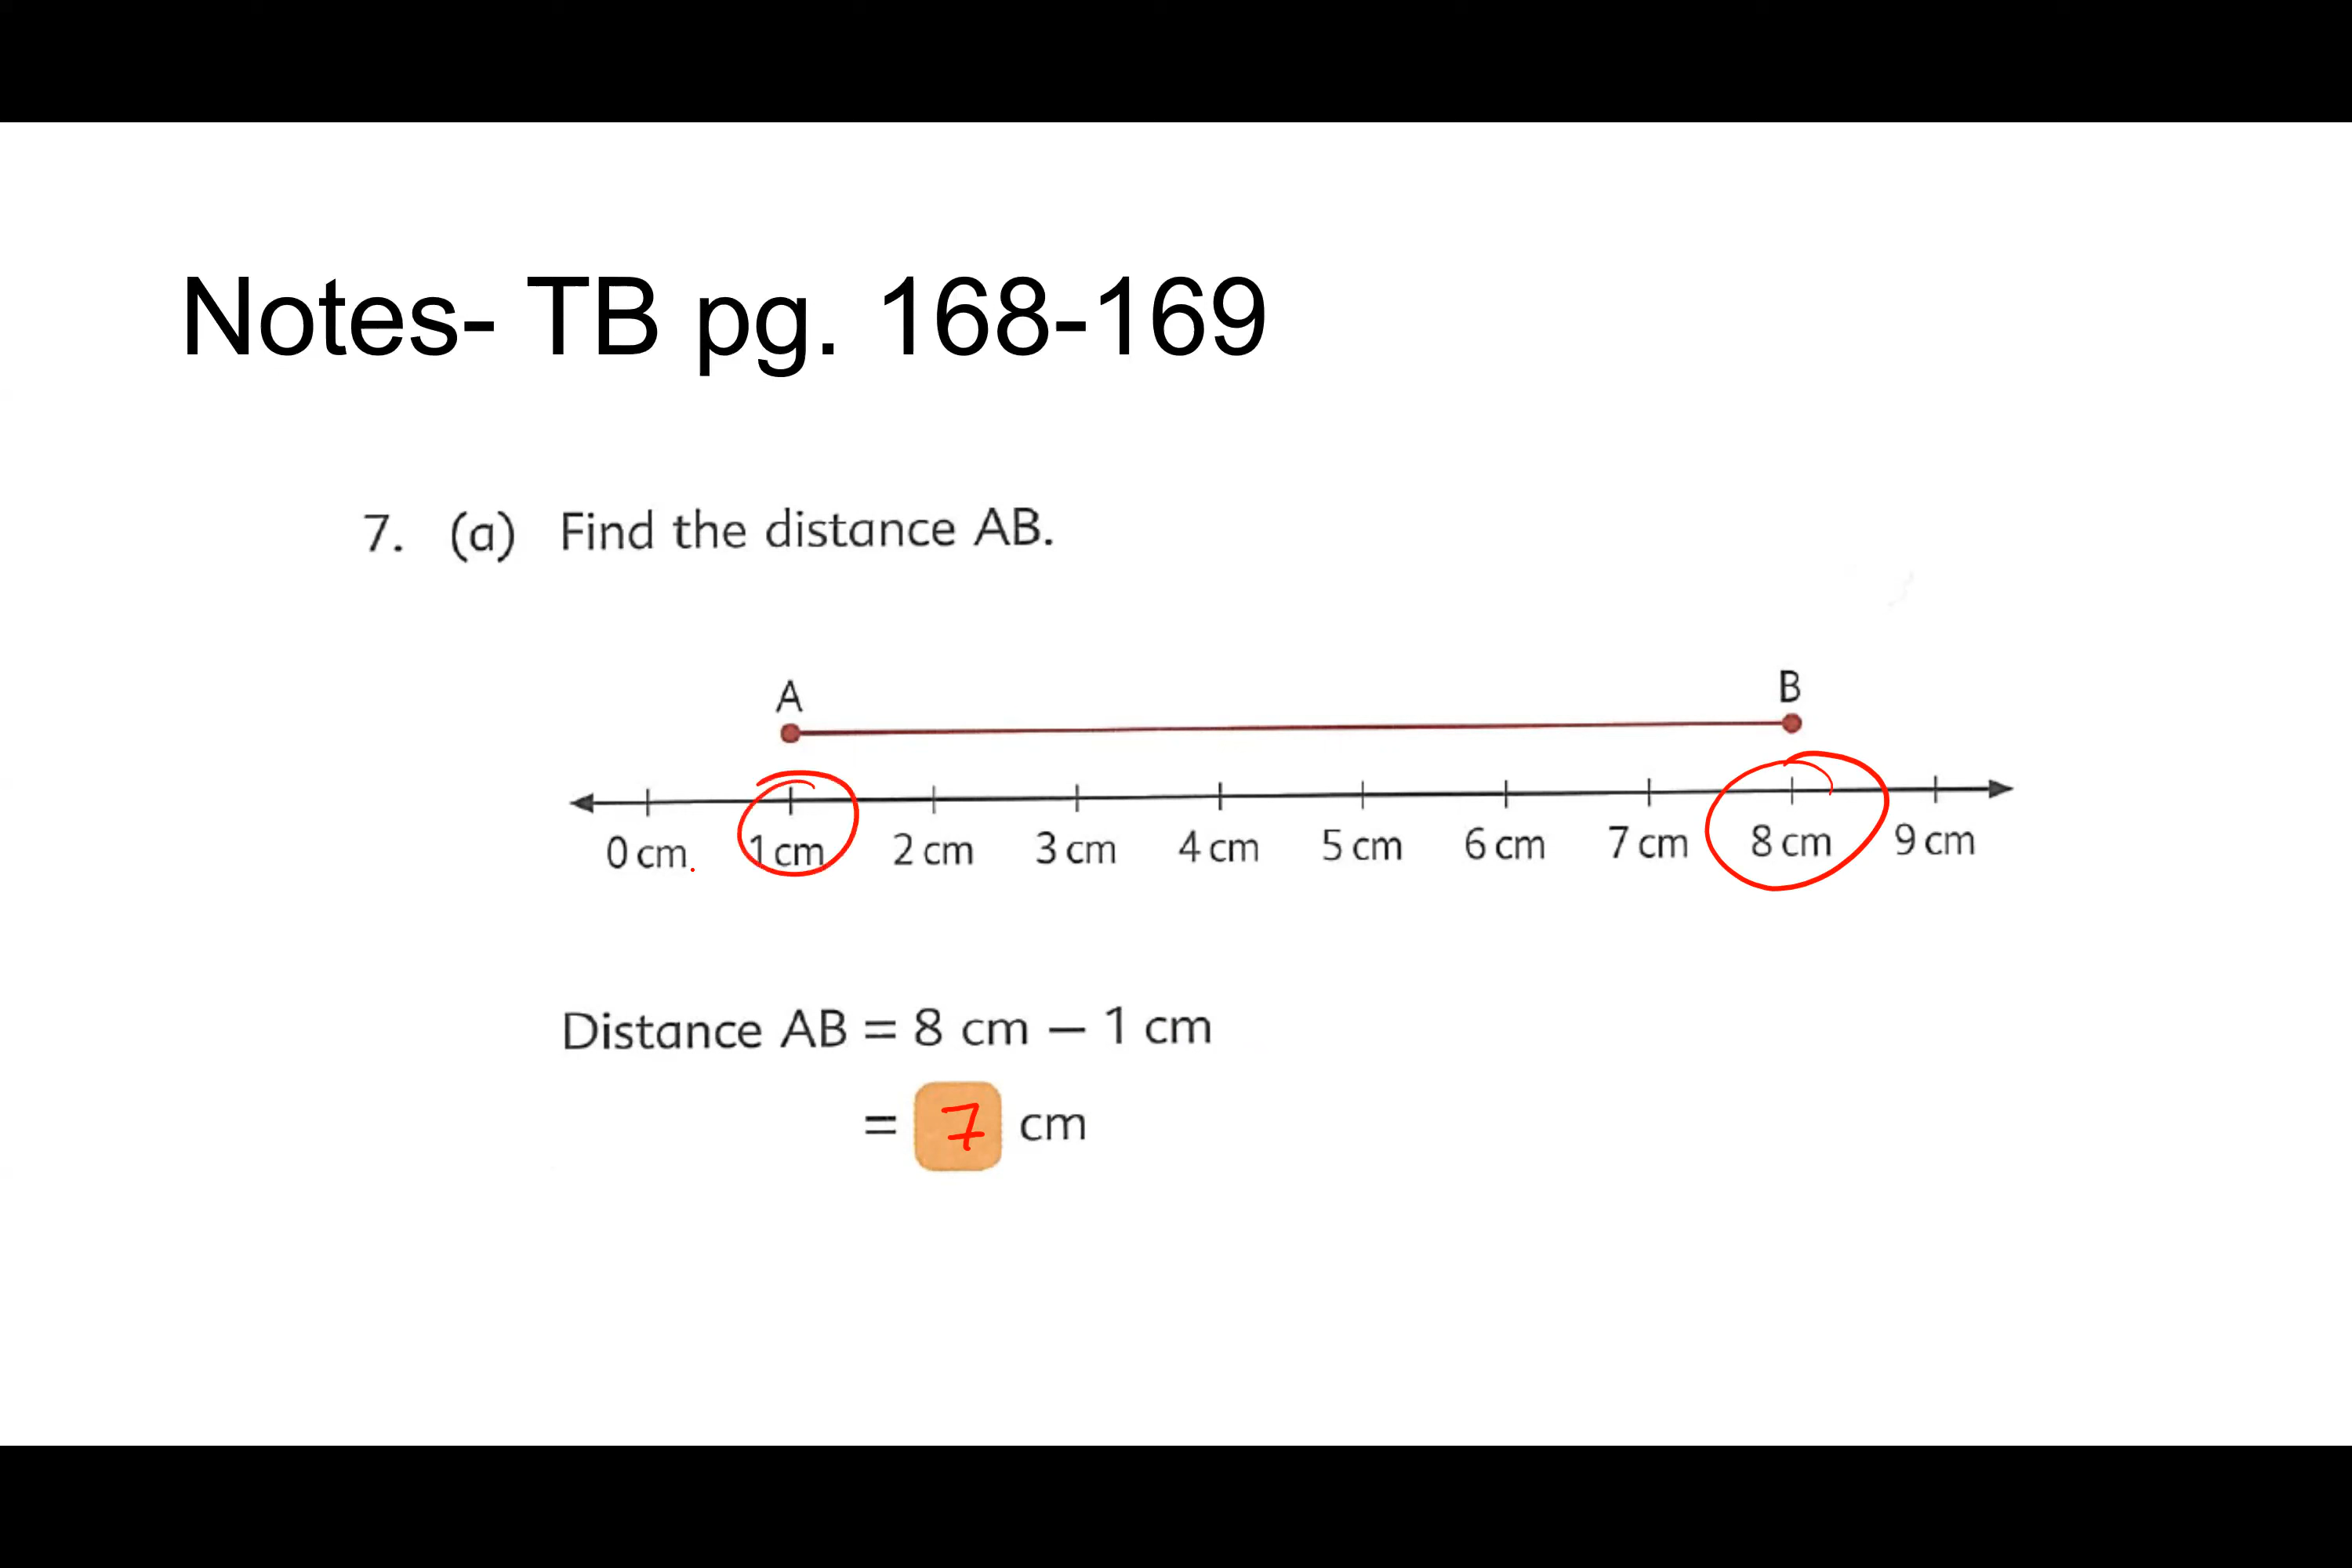 Notes- TB pg. 168-169
7. (a) Find the distance AB.
A B
0 cm 1 cm 2 cm 3 cm 4 cm 5 cm 6 cm 7 cm 8 cm 9 cm
Distance AB = 8 cm – 1 cm
= 7 cm